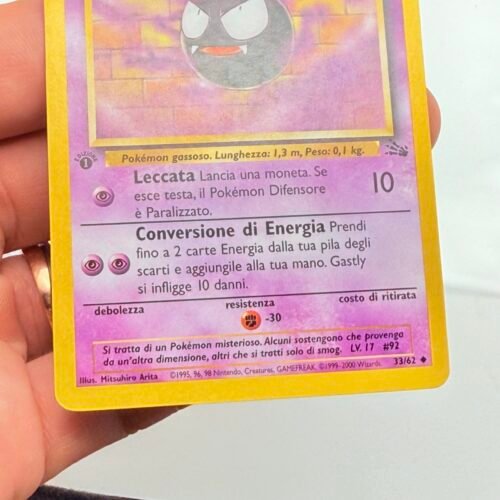 EDIZIONE
1
Pokémon gassoso. Lunghezza: 1,3 m, Peso: 0,1 kg.
Leccata Lancia una moneta. Se
esce testa, il Pokémon Difensore
è Paralizzato.
10
Conversione di Energia Prendi
fino a 2 carte Energia dalla tua pila degli
scarti e aggiungile alla tua mano. Gastly
si infligge 10 danni.
debolezza resistenza costo di ritirata
-30
Si tratta di un Pokémon misterioso. Alcuni sostengono che provenga
da un'altra dimensione, altri che si tratti solo di smog. LV. 17 #92
Illus. Mitsuhiro Arita ©1995, 96, 98 Nintendo, Creatures, GAMEFREAK. ©1999-2000 Wizards. 33/62